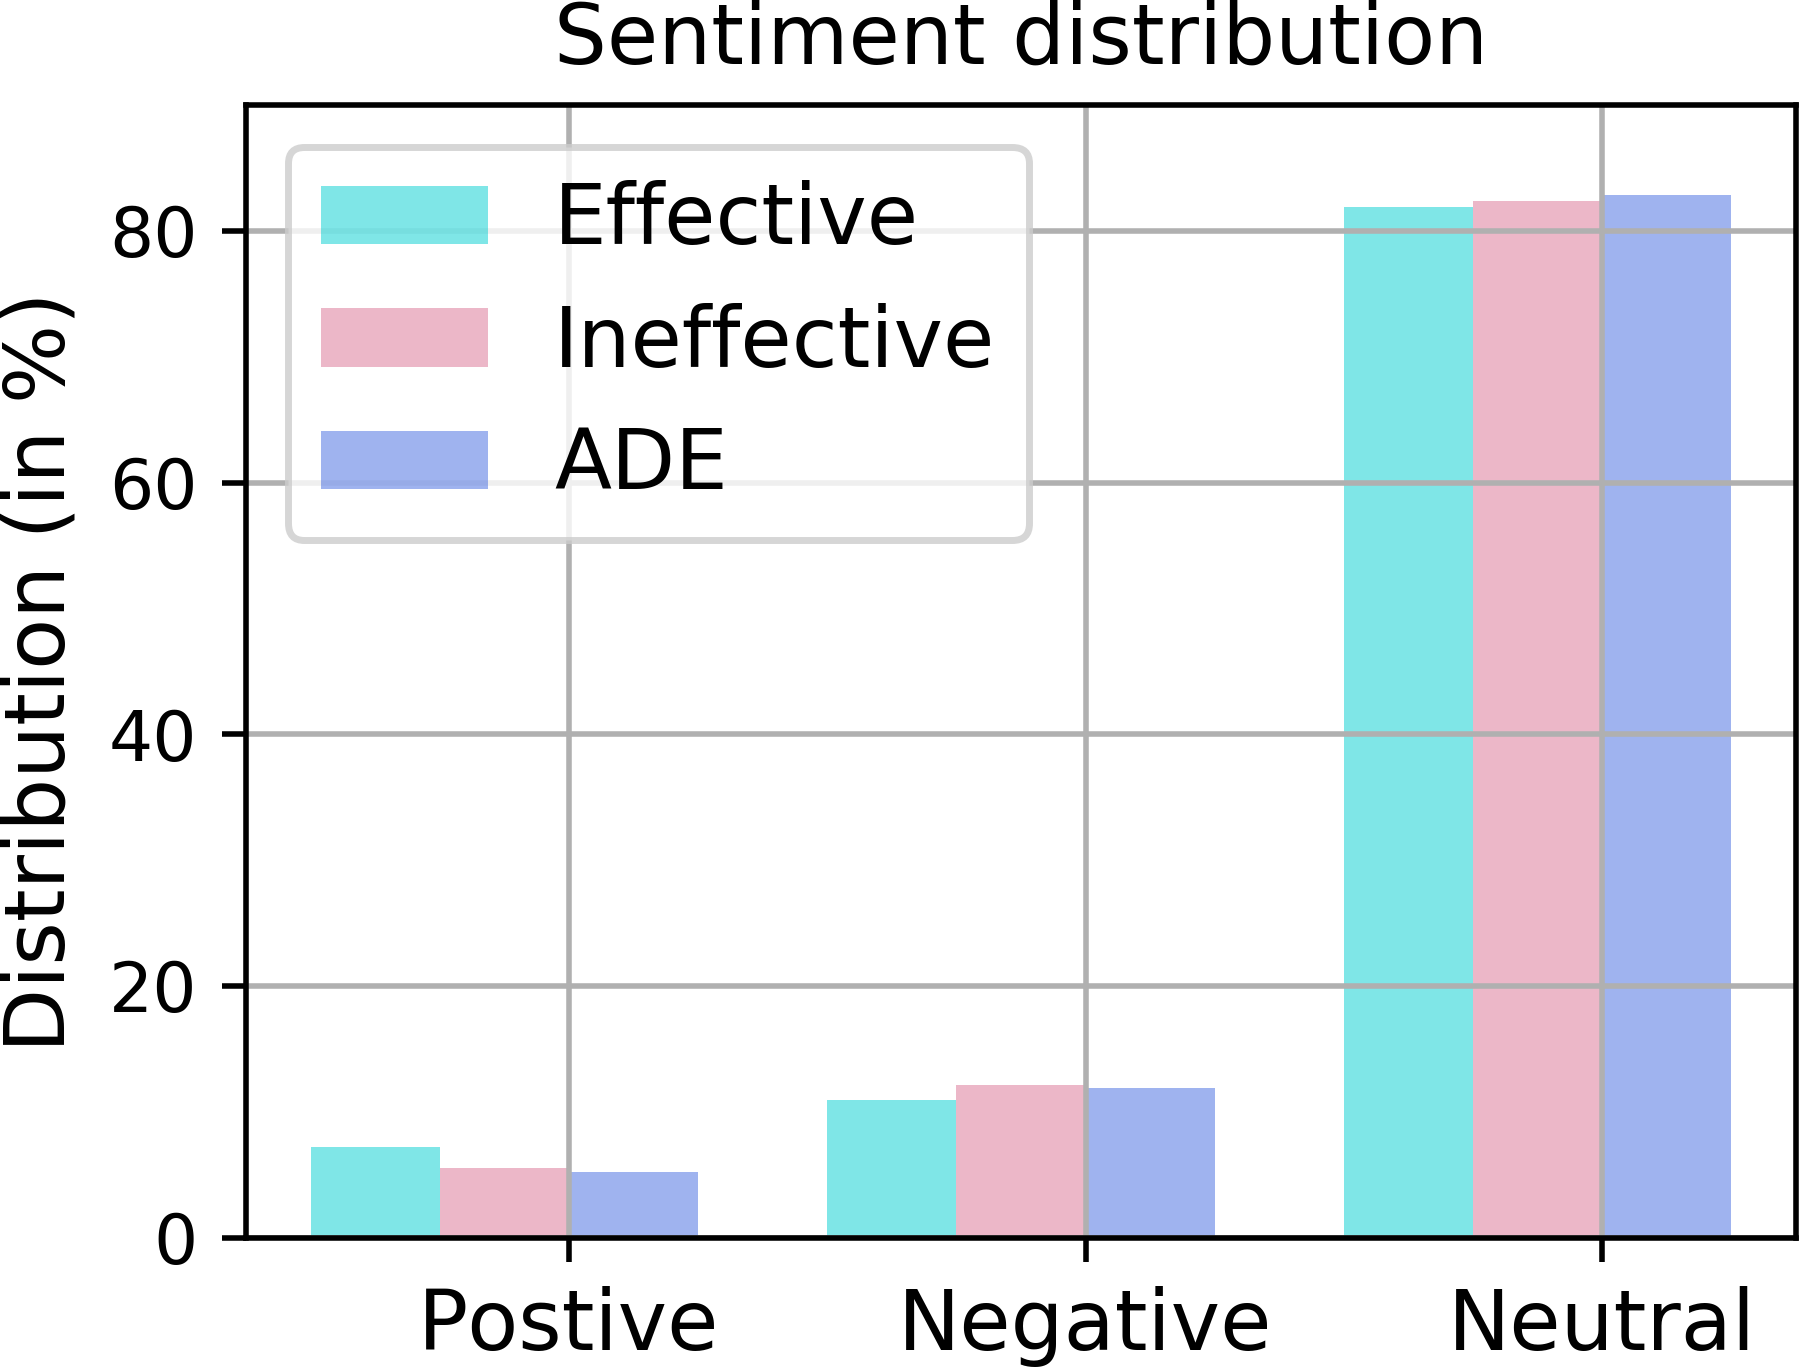 Sentiment distribution
Distribution (in %)
80
60
40
20
0
Effective
Ineffective
ADE
Postive
Negative
Neutral